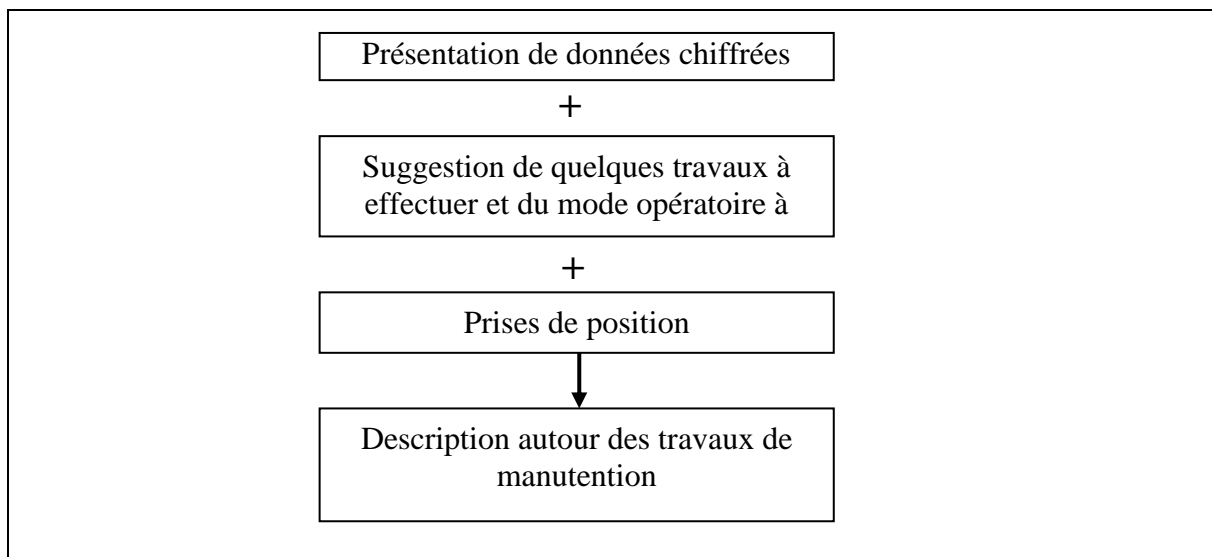 Présentation de données chiffrées
+
Suggestion de quelques travaux à
effectuer et du mode opératoire à
+
Prises de position
Description autour des travaux de
manutention